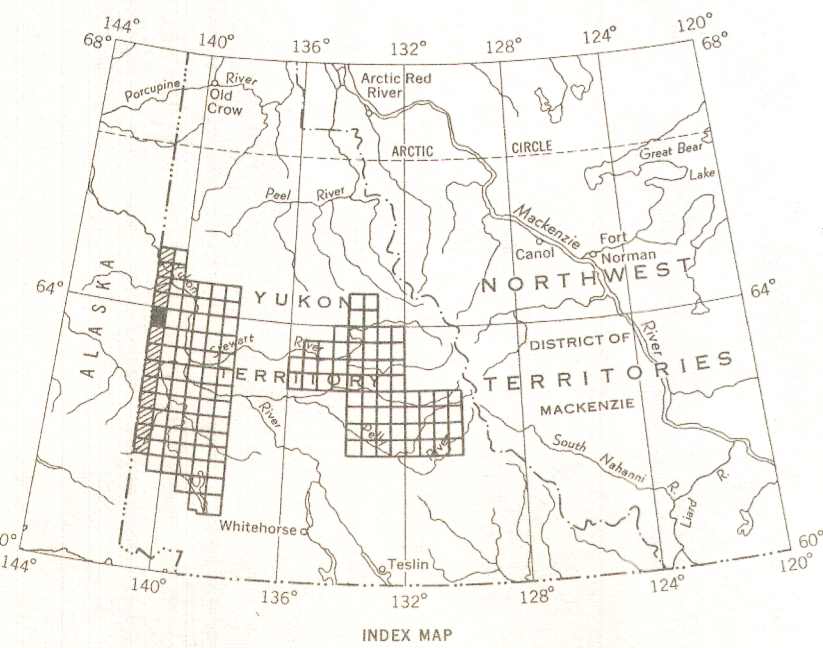 144°
68°
140°
136°
132°
128°
124°
120°
68°
Porcupine River
Old
Crow
Arctic Red
River
ARCTIC CIRCLE
Great Bear
Lake
Peel River
Mackenzie
River
Canol
Fort
Norman
64°
ALASKA
Yukon
YUKON
TERRITORY
NORTHWEST
TERRITORIES
64°
DISTRICT OF
MACKENZIE
Stewart River
River
Pelly River
South Nahanni R.
Liard R.
Whitehorse
Teslin
0°
144°
140°
136°
132°
128°
124°
60°
120°
INDEX MAP